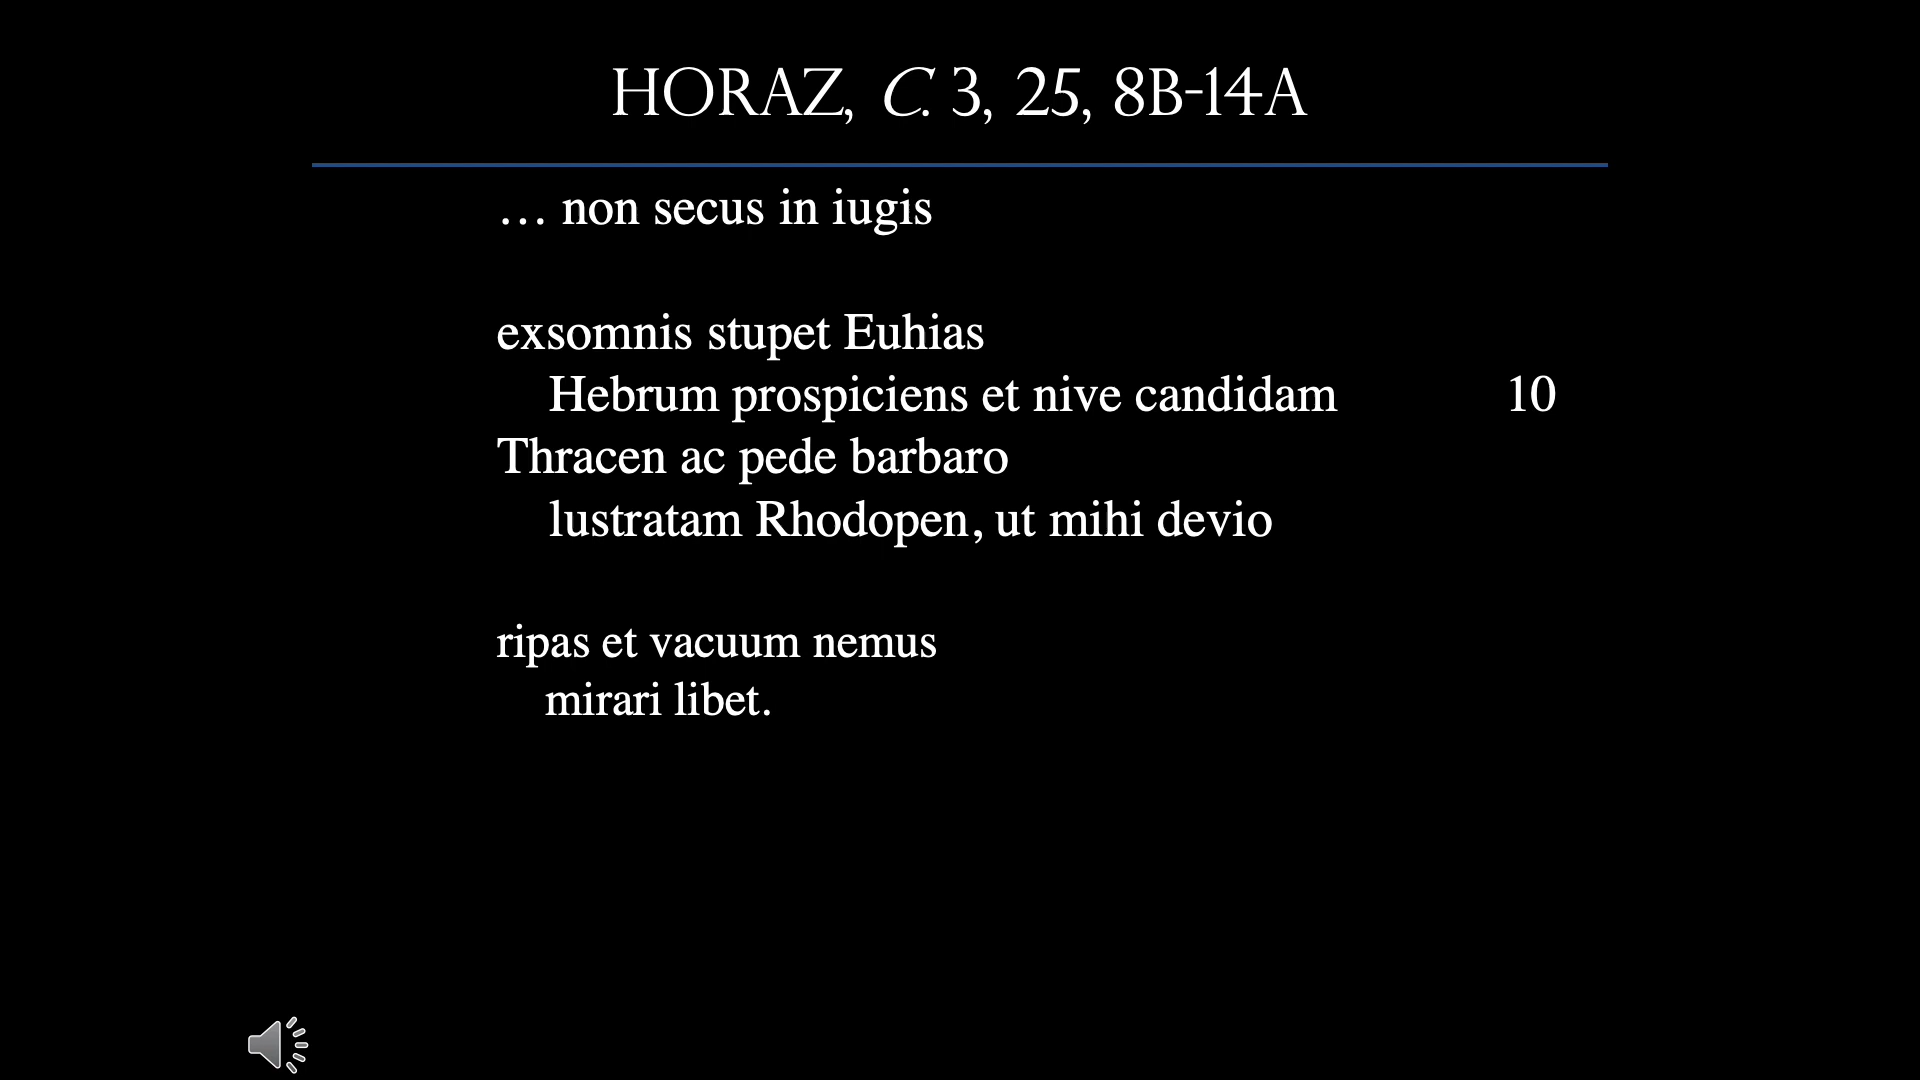 HORAZ, C. 3, 25, 8B-14A
… non secus in iugis
exsomnis stupet Euhias
Hebrum prospiciens et nive candidam 10
Thracen ac pede barbaro
lustratam Rhodopen, ut mihi devio
ripas et vacuum nemus
mirari libet.